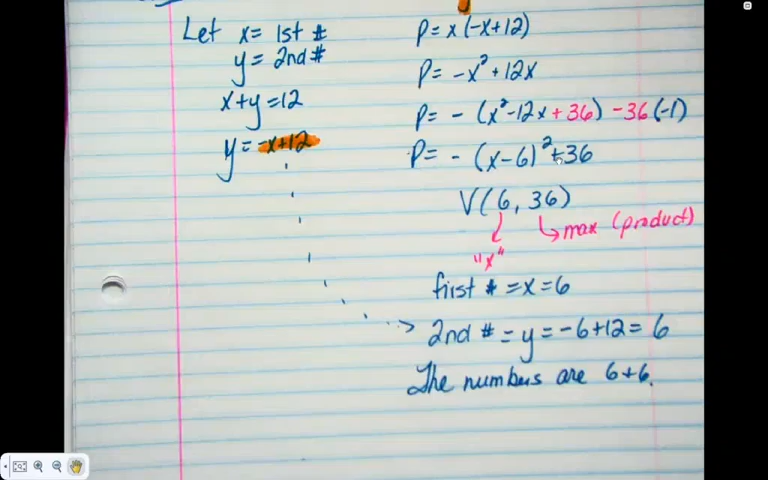 Let x = 1st #
y = 2nd #
x+y=12
y = -x+12
P = x(-x+12)
P = -x² + 12x
P = - (x²-12x+36) -36(-1)
P = - (x-6)² +36
V(6, 36)
"x"
max (product)
first # = x = 6
2nd # = y = -6+12 = 6
The numbers are 6+6.